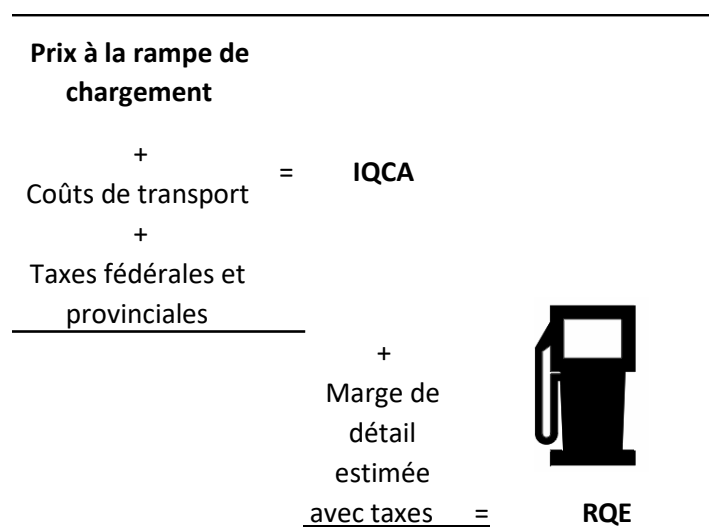 Prix à la rampe de
chargement
+
Coûts de transport
= IQCA
+
Taxes fédérales et
provinciales
+
Marge de
détail
estimée
avec taxes = RQE